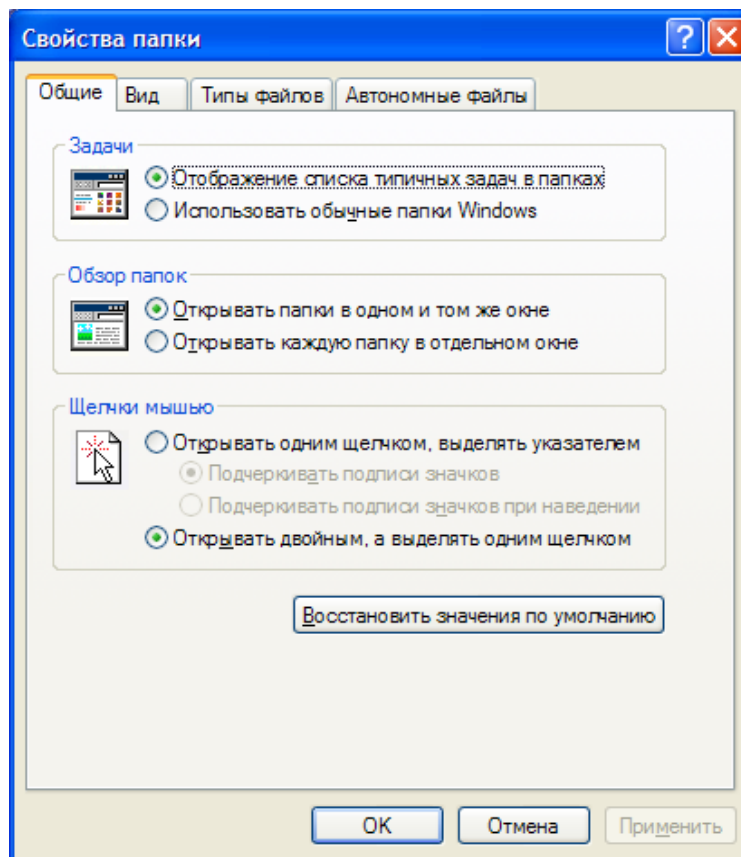 Свойства папки
Общие Вид Типы файлов Автономные файлы
Задачи
Отображение списка типичных задач в папках
Использовать обычные папки Windows
Обзор папок
Открывать папки в одном и том же окне
Открывать каждую папку в отдельном окне
Щелчки мышью
Открывать одним щелчком, выделять указателем
Подчеркивать подписи значков
Подчеркивать подписи значков при наведении
Открывать двойным, а выделять одним щелчком
Восстановить значения по умолчанию
OK Отмена Применить